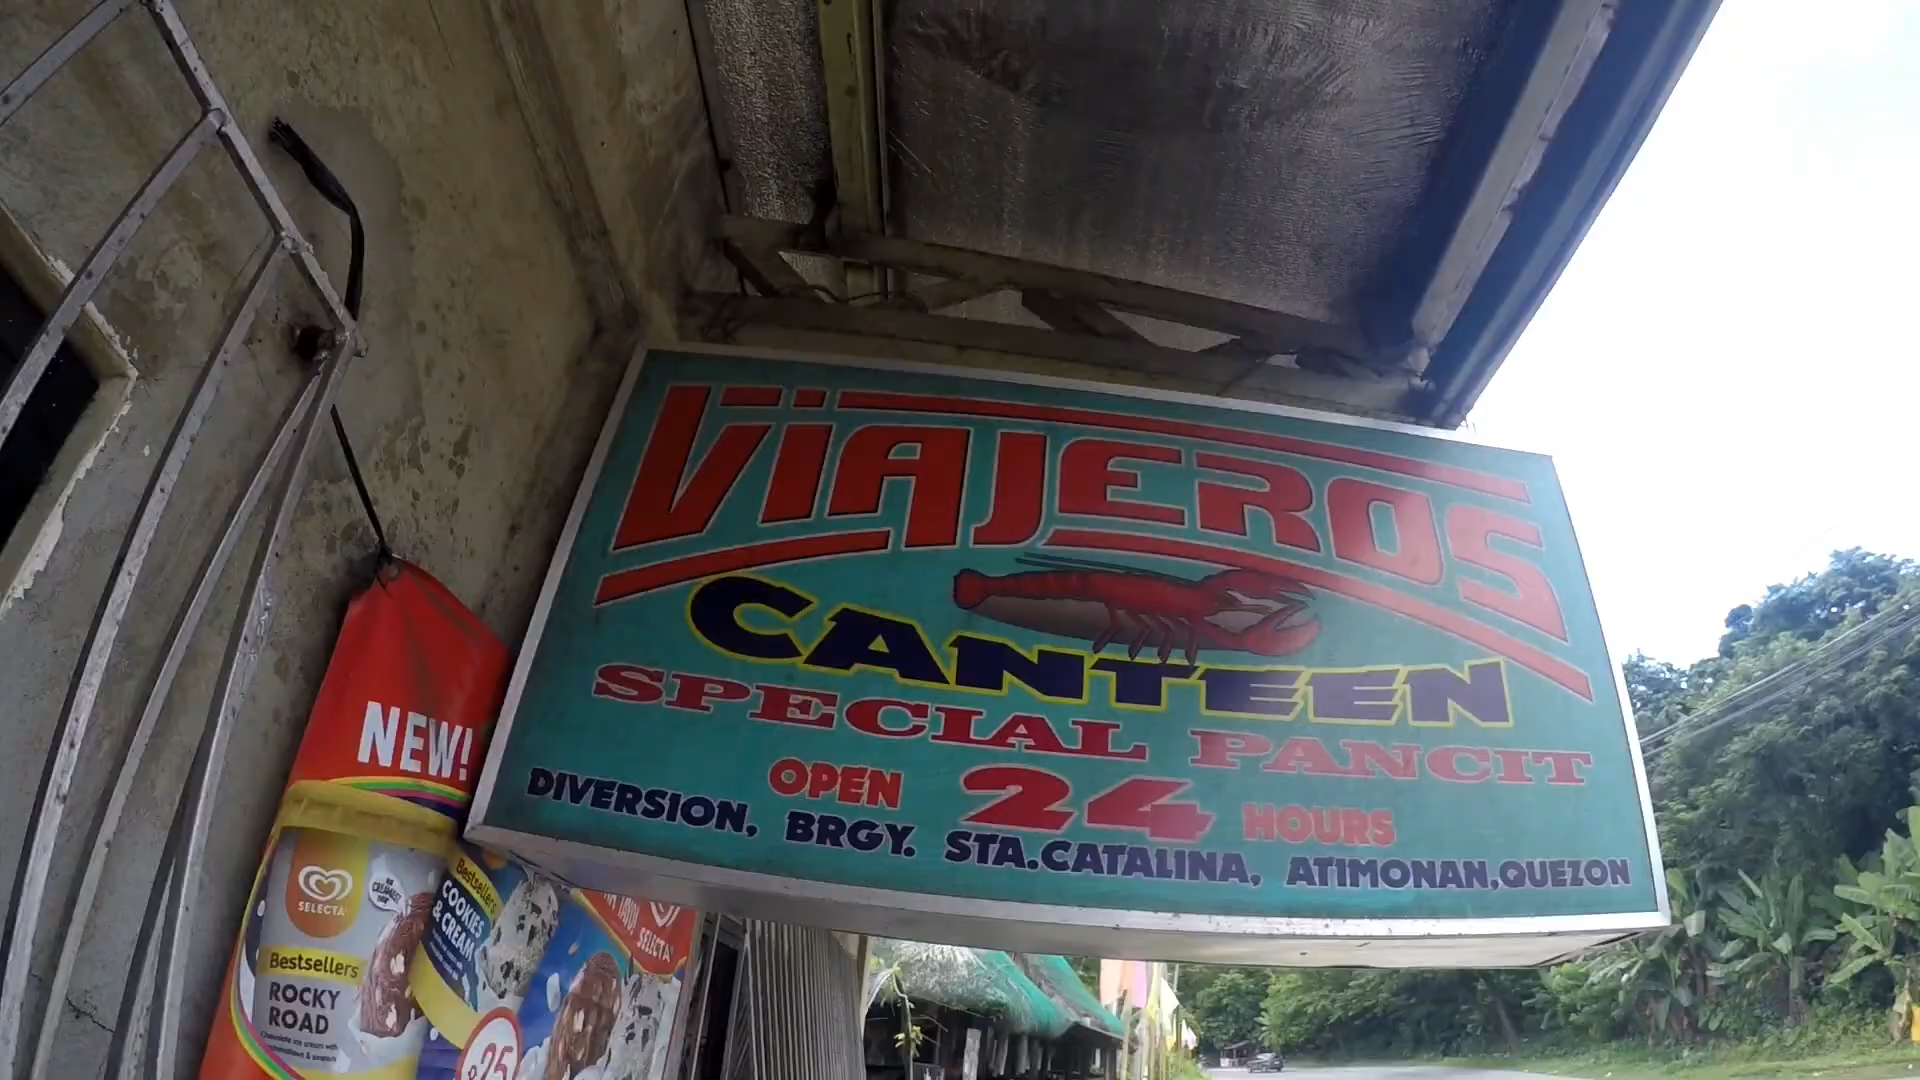 VIAJEROS
CANTEEN
SPECIAL PANCIT
OPEN 24 HOURS
DIVERSION, BRGY. STA.CATALINA, ATIMONAN,QUEZON
NEW!
SELECTA
Bestsellers
ROCKY
ROAD
Bestsellers
COOKIES
& CREAM
SELECTA
25